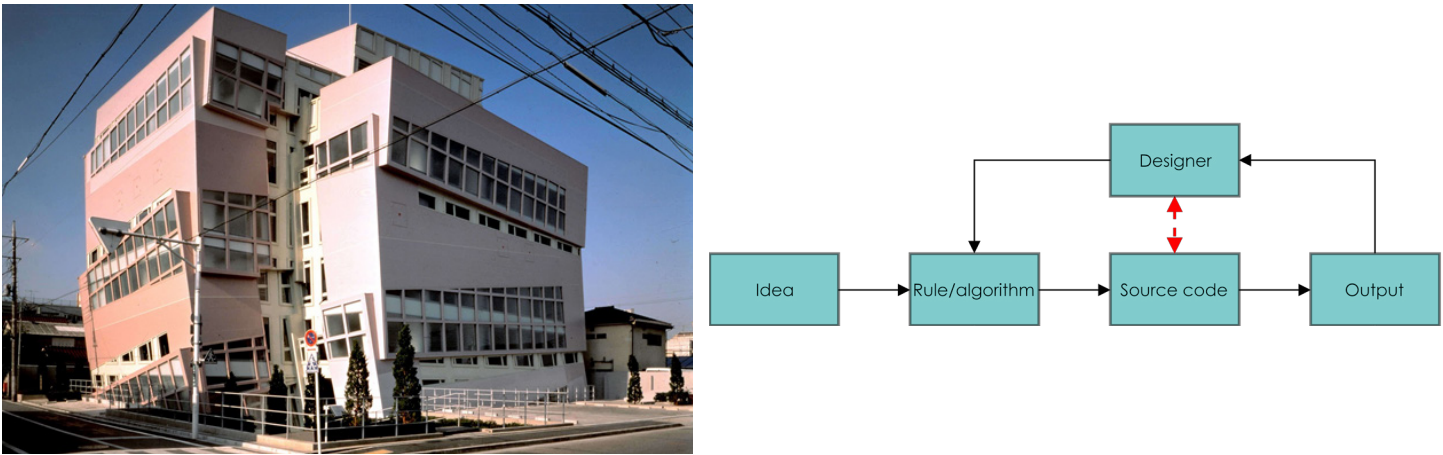 Designer
Idea
Rule/algorithm
Source code
Output